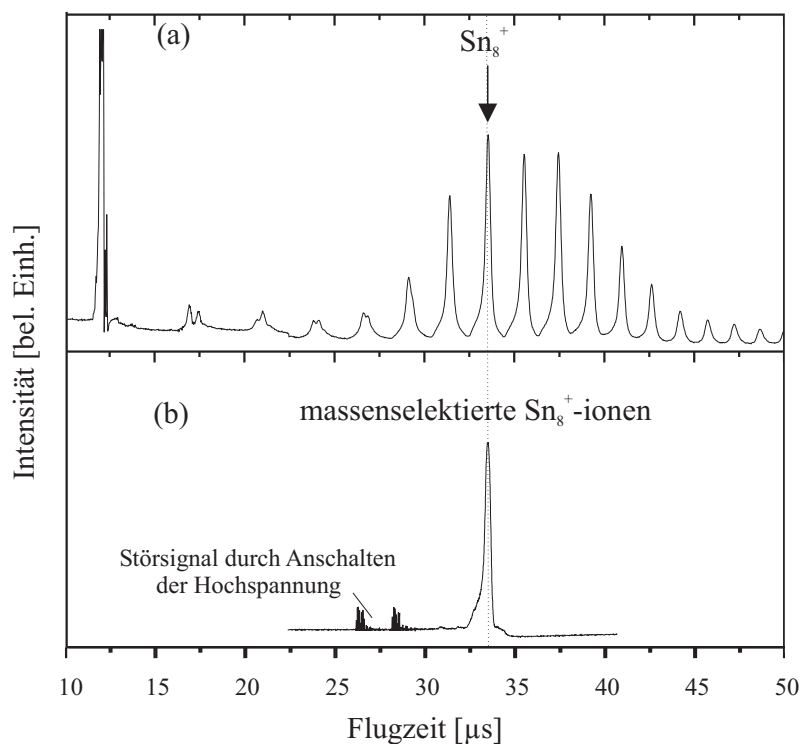 (a)
Sn₈⁺
Intensität [bel. Einh.]
(b)
massenselektierte Sn₈⁺-ionen
Störsignal durch Anschalten
der Hochspannung
10 15 20 25 30 35 40 45 50
Flugzeit [µs]